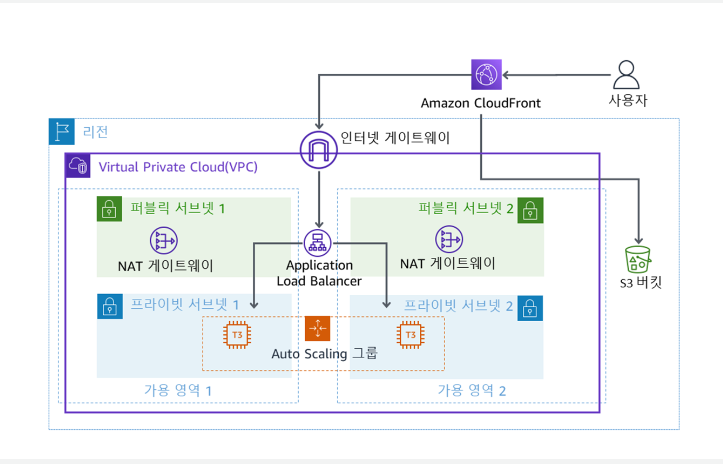 Amazon CloudFront
사용자
리전
인터넷 게이트웨이
Virtual Private Cloud(VPC)
퍼블릭 서브넷 1
퍼블릭 서브넷 2
NAT 게이트웨이
Application
Load Balancer
NAT 게이트웨이
S3 버킷
프라이빗 서브넷 1
프라이빗 서브넷 2
T3
T3
Auto Scaling 그룹
가용 영역 1
가용 영역 2